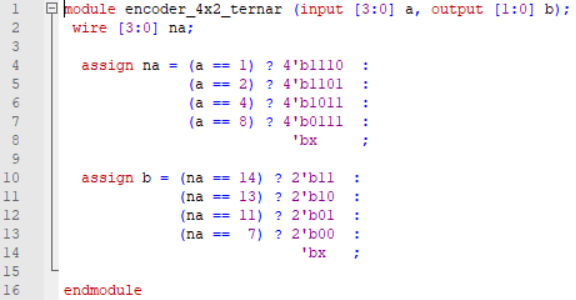 1 module encoder_4x2_ternar (input [3:0] a, output [1:0] b);
2 wire [3:0] na;
3
4 assign na = (a == 1) ? 4'b1110 :
5 (a == 2) ? 4'b1101 :
6 (a == 4) ? 4'b1011 :
7 (a == 8) ? 4'b0111 :
8 'bx ;
9
10 assign b = (na == 14) ? 2'b11 :
11 (na == 13) ? 2'b10 :
12 (na == 11) ? 2'b01 :
13 (na == 7) ? 2'b00 :
14 'bx ;
15
16 endmodule